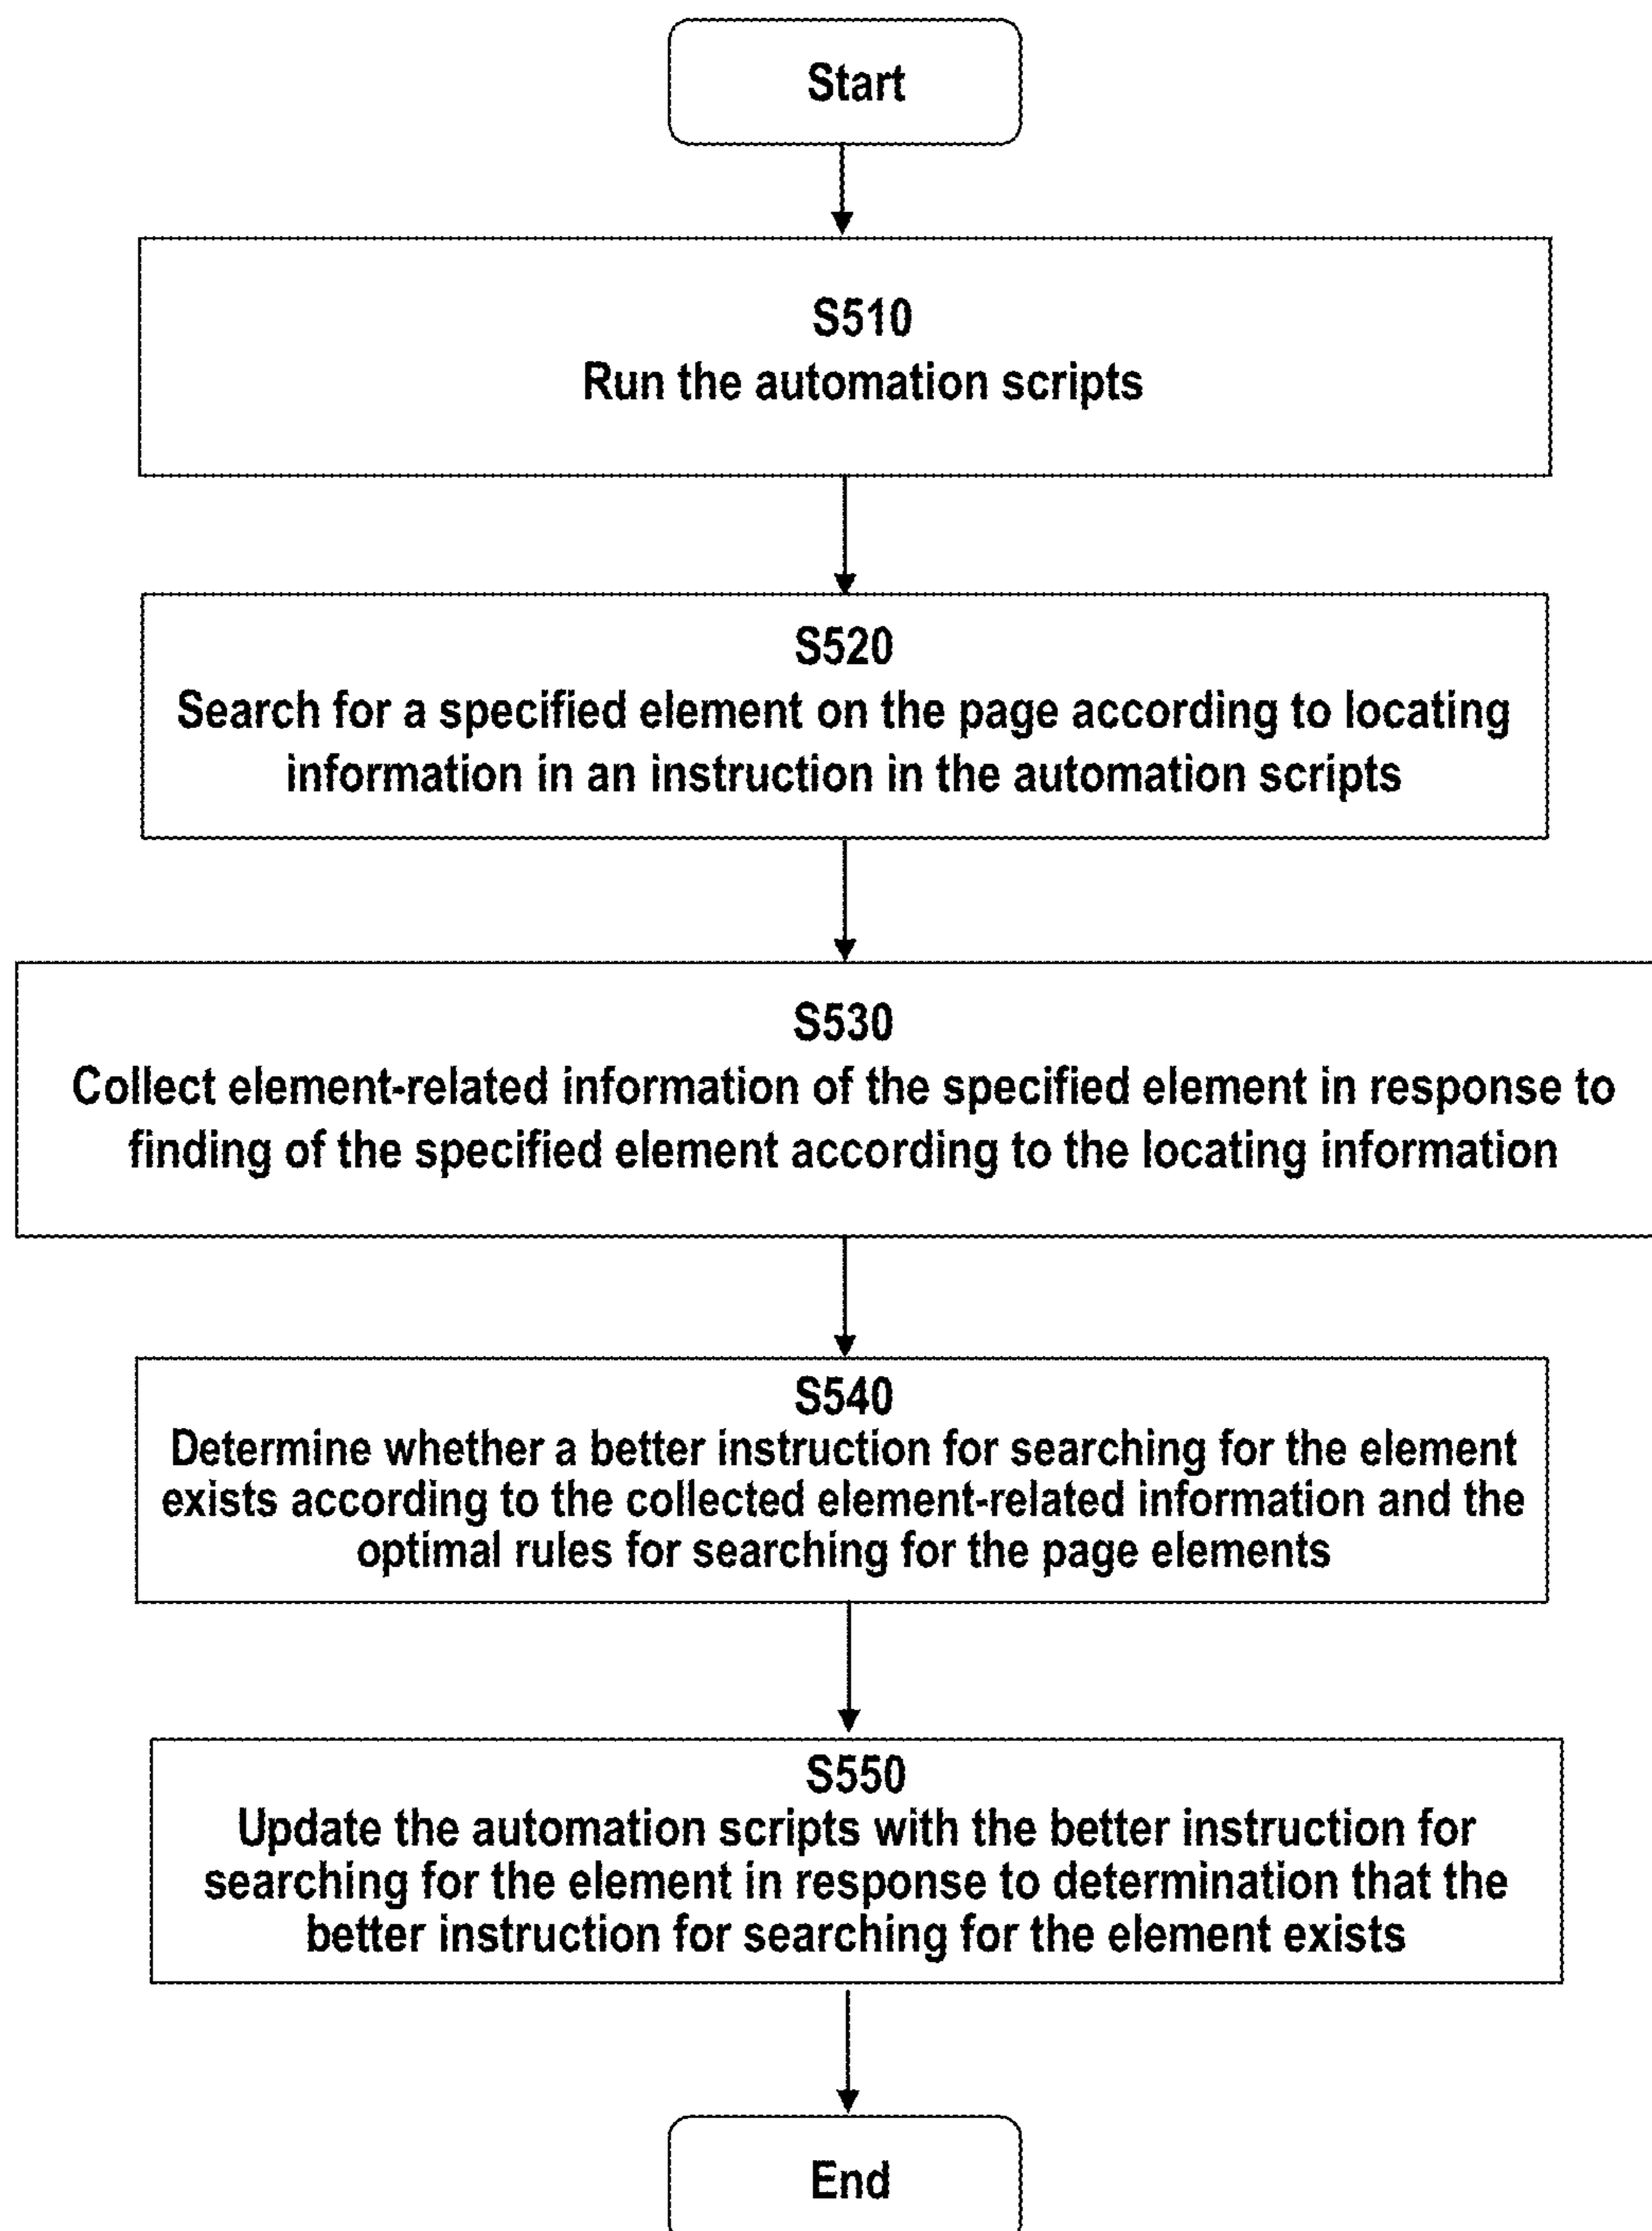 Start
S510
Run the automation scripts
S520
Search for a specified element on the page according to locating
information in an instruction in the automation scripts
S530
Collect element-related information of the specified element in response to
finding of the specified element according to the locating information
S540
Determine whether a better instruction for searching for the element
exists according to the collected element-related information and the
optimal rules for searching for the page elements
S550
Update the automation scripts with the better instruction for
searching for the element in response to determination that the
better instruction for searching for the element exists
End